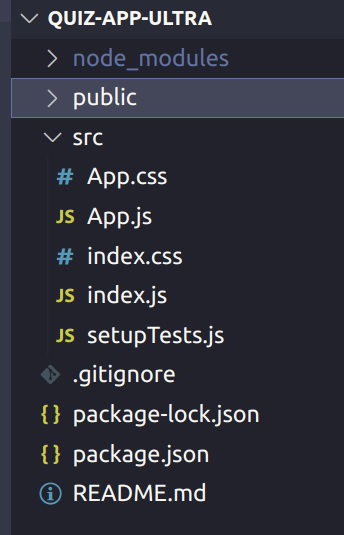 QUIZ-APP-ULTRA
node_modules
public
src
# App.css
JS App.js
# index.css
JS index.js
JS setupTests.js
.gitignore
{ } package-lock.json
{ } package.json
README.md